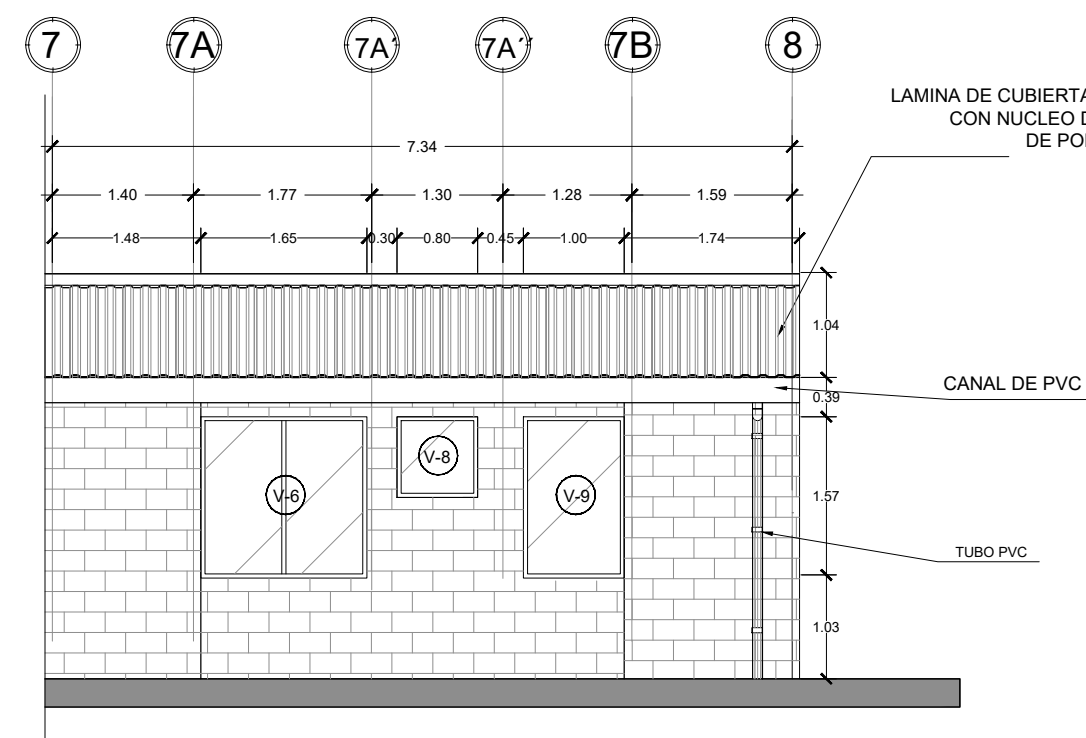 7 7A 7A´ 7A´´ 7B 8
LAMINA DE CUBIERTA
CON NUCLEO
DE
7.34
1.40 1.77 1.30 1.28 1.59
1.48 1.65 0.30 0.80 0.45 1.00 1.74
1.04
CANAL DE PVC
0.39
V-8
V-6 V-9
1.57
TUBO PVC
1.03